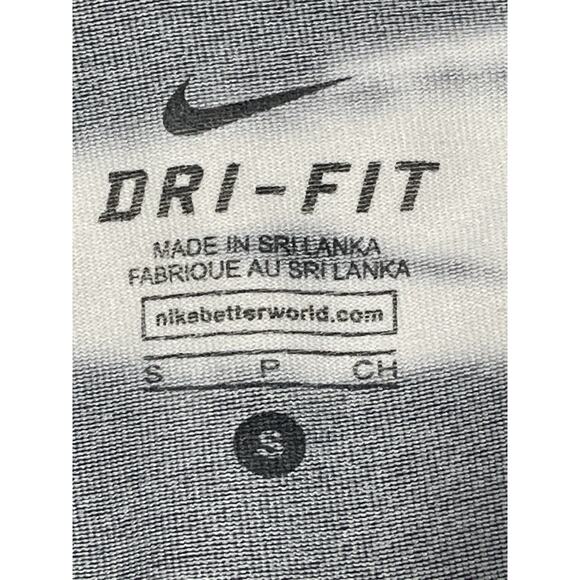 DRI-FIT
MADE IN SRI LANKA
FABRIQUE AU SRI LANKA
nikebetterworld.com
S P CH
S